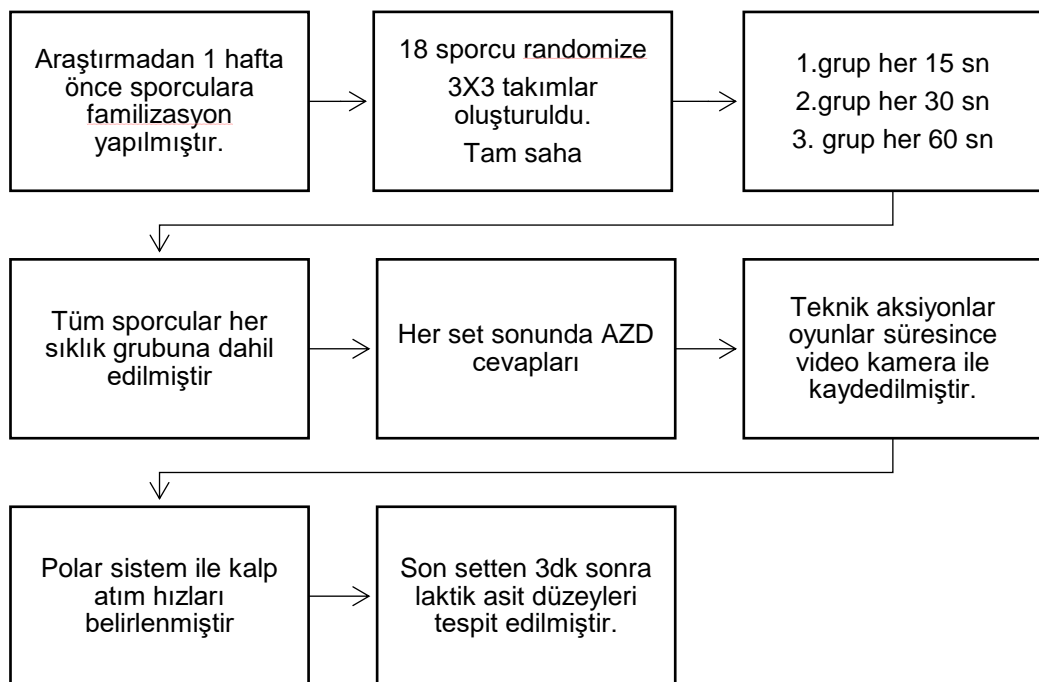 Araştırmadan 1 hafta
önce sporculara
familizasyon
yapılmıştır.
18 sporcu randomize
3X3 takımlar
oluşturuldu.
Tam saha
1.grup her 15 sn
2.grup her 30 sn
3. grup her 60 sn
Tüm sporcular her
sıklık grubuna dahil
edilmiştir
Her set sonunda AZD
cevapları
Teknik aksiyonlar
oyunlar süresince
video kamera ile
kaydedilmiştir.
Polar sistem ile kalp
atım hızları
belirlenmiştir
Son setten 3dk sonra
laktik asit düzeyleri
tespit edilmiştir.